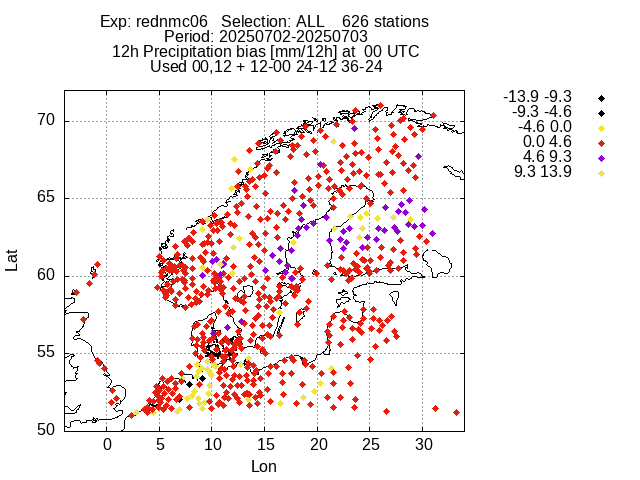 Exp: rednmc06 Selection: ALL 626 stations
Period: 20250702-20250703
12h Precipitation bias [mm/12h] at 00 UTC
Used 00,12 + 12-00 24-12 36-24
-13.9 -9.3
-9.3 -4.6
-4.6 0.0
0.0 4.6
4.6 9.3
9.3 13.9
70
65
60
55
50
Lat
0 5 10 15 20 25 30
Lon